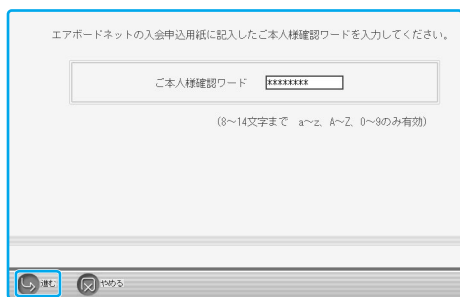 エアボードネットの入会申込用紙に記入したご本人様確認ワードを入力してください。
ご本人様確認ワード ********
(8～14文字まで a～z、A～Z、0～9のみ有効)
進む やめる